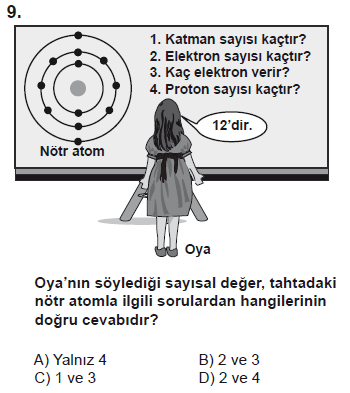 9.
1. Katman sayısı kaçtır?
2. Elektron sayısı kaçtır?
3. Kaç elektron verir?
4. Proton sayısı kaçtır?
Nötr atom
12'dir.
Oya
Oya'nın söylediği sayısal değer, tahtadaki
nötr atomla ilgili sorulardan hangilerinin
doğru cevabıdır?
A) Yalnız 4 B) 2 ve 3
C) 1 ve 3 D) 2 ve 4